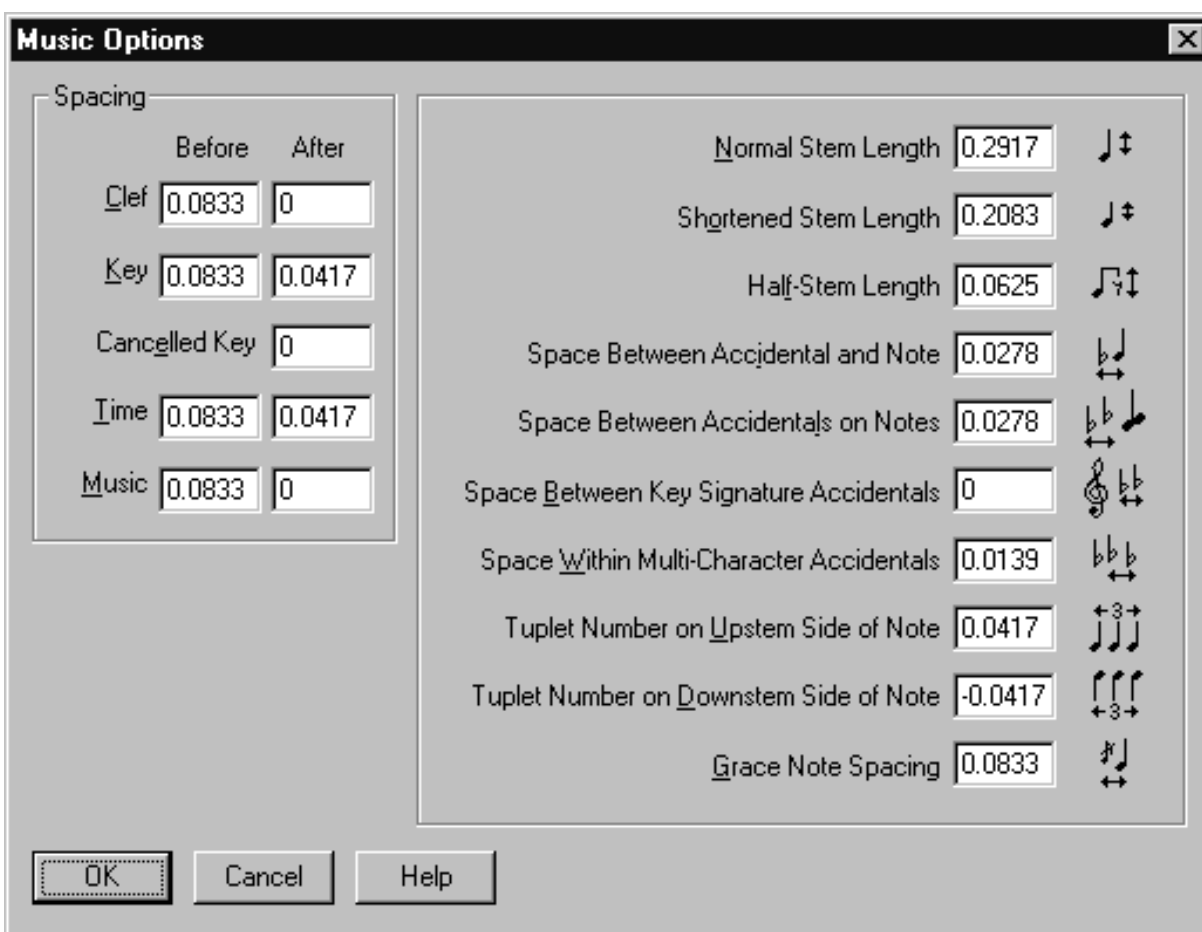 Music Options
Spacing
Before After
Clef 0.0833 0
Key 0.0833 0.0417
Cancelled Key 0
Time 0.0833 0.0417
Music 0.0833 0
Normal Stem Length 0.2917
Shortened Stem Length 0.2083
Half-Stem Length 0.0625
Space Between Accidental and Note 0.0278
Space Between Accidentals on Notes 0.0278
Space Between Key Signature Accidentals 0
Space Within Multi-Character Accidentals 0.0139
Tuplet Number on Upstem Side of Note 0.0417 3
Tuplet Number on Downstem Side of Note -0.0417 3
Grace Note Spacing 0.0833
OK Cancel Help